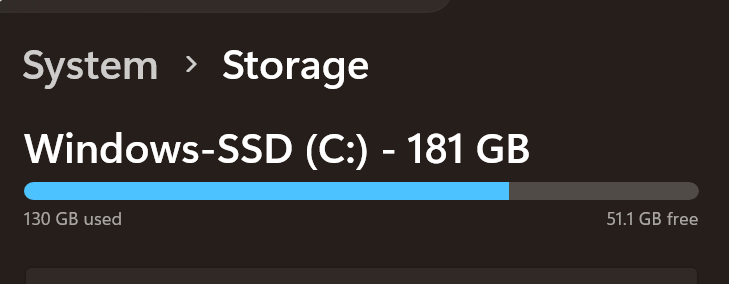 System > Storage
Windows-SSD (C:) - 181 GB
130 GB used 51.1 GB free